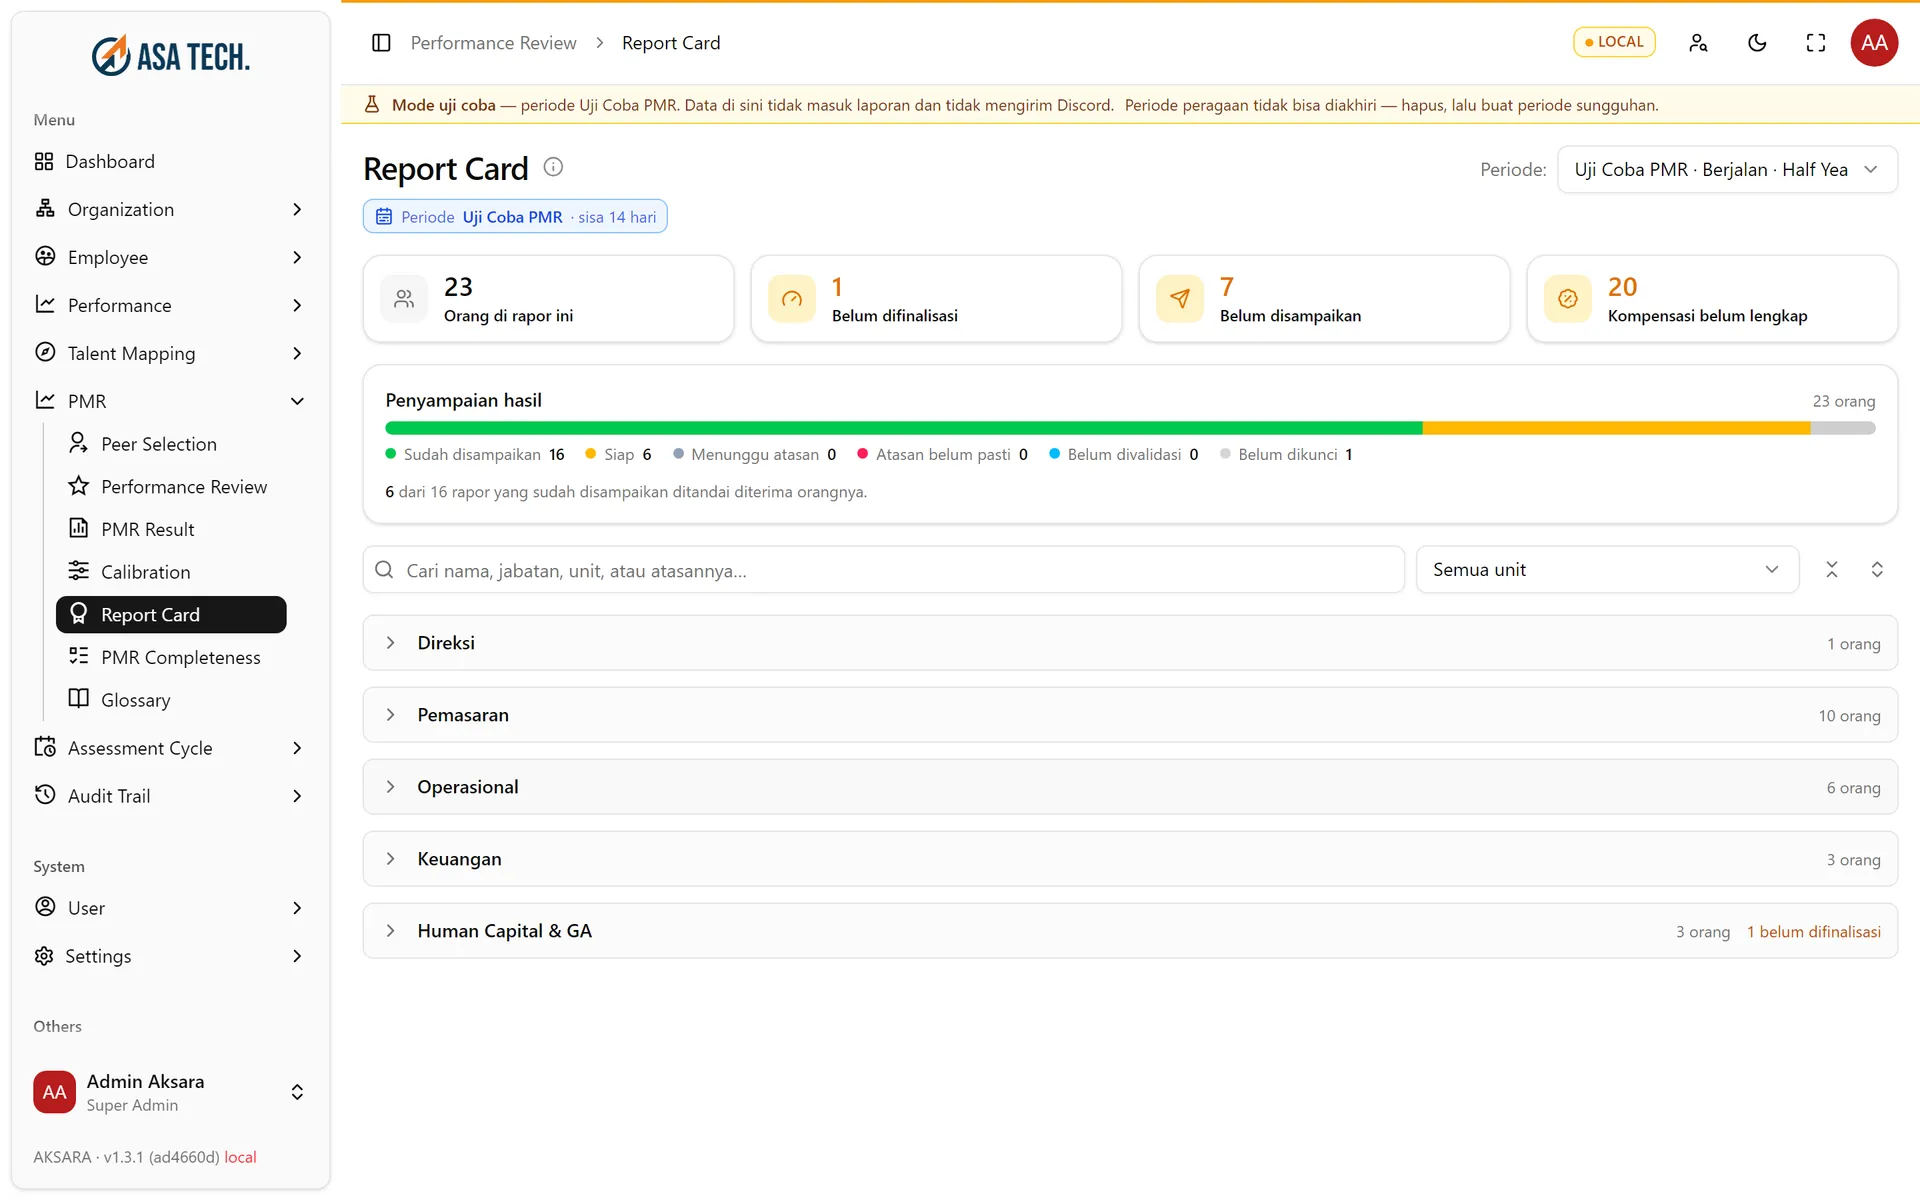 ASA TECH.
Menu
Dashboard
Organization
Employee
Performance
Talent Mapping
PMR
Peer Selection
Performance Review
PMR Result
Calibration
Report Card
PMR Completeness
Glossary
Assessment Cycle
Audit Trail
System
User
Settings
Others
AA
Admin Aksara
Super Admin
AKSARA · v1.3.1 (ad4660d) local
Performance Review > Report Card
LOCAL
AA
Mode uji coba — periode Uji Coba PMR. Data di sini tidak masuk laporan dan tidak mengirim Discord. Periode peragaan tidak bisa diakhiri — hapus, lalu buat periode sungguhan.
Report Card
Periode: Uji Coba PMR · Berjalan · Half Yea
Periode Uji Coba PMR · sisa 14 hari
23
Orang di rapor ini
1
Belum difinalisasi
7
Belum disampaikan
20
Kompensasi belum lengkap
Penyampaian hasil
23 orang
Sudah disampaikan 16 Siap 6 Menunggu atasan 0 Atasan belum pasti 0 Belum divalidasi 0 Belum dikunci 1
6 dari 16 rapor yang sudah disampaikan ditandai diterima orangnya.
Cari nama, jabatan, unit, atau atasannya...
Semua unit
Direksi 1 orang
Pemasaran 10 orang
Operasional 6 orang
Keuangan 3 orang
Human Capital & GA 3 orang 1 belum difinalisasi